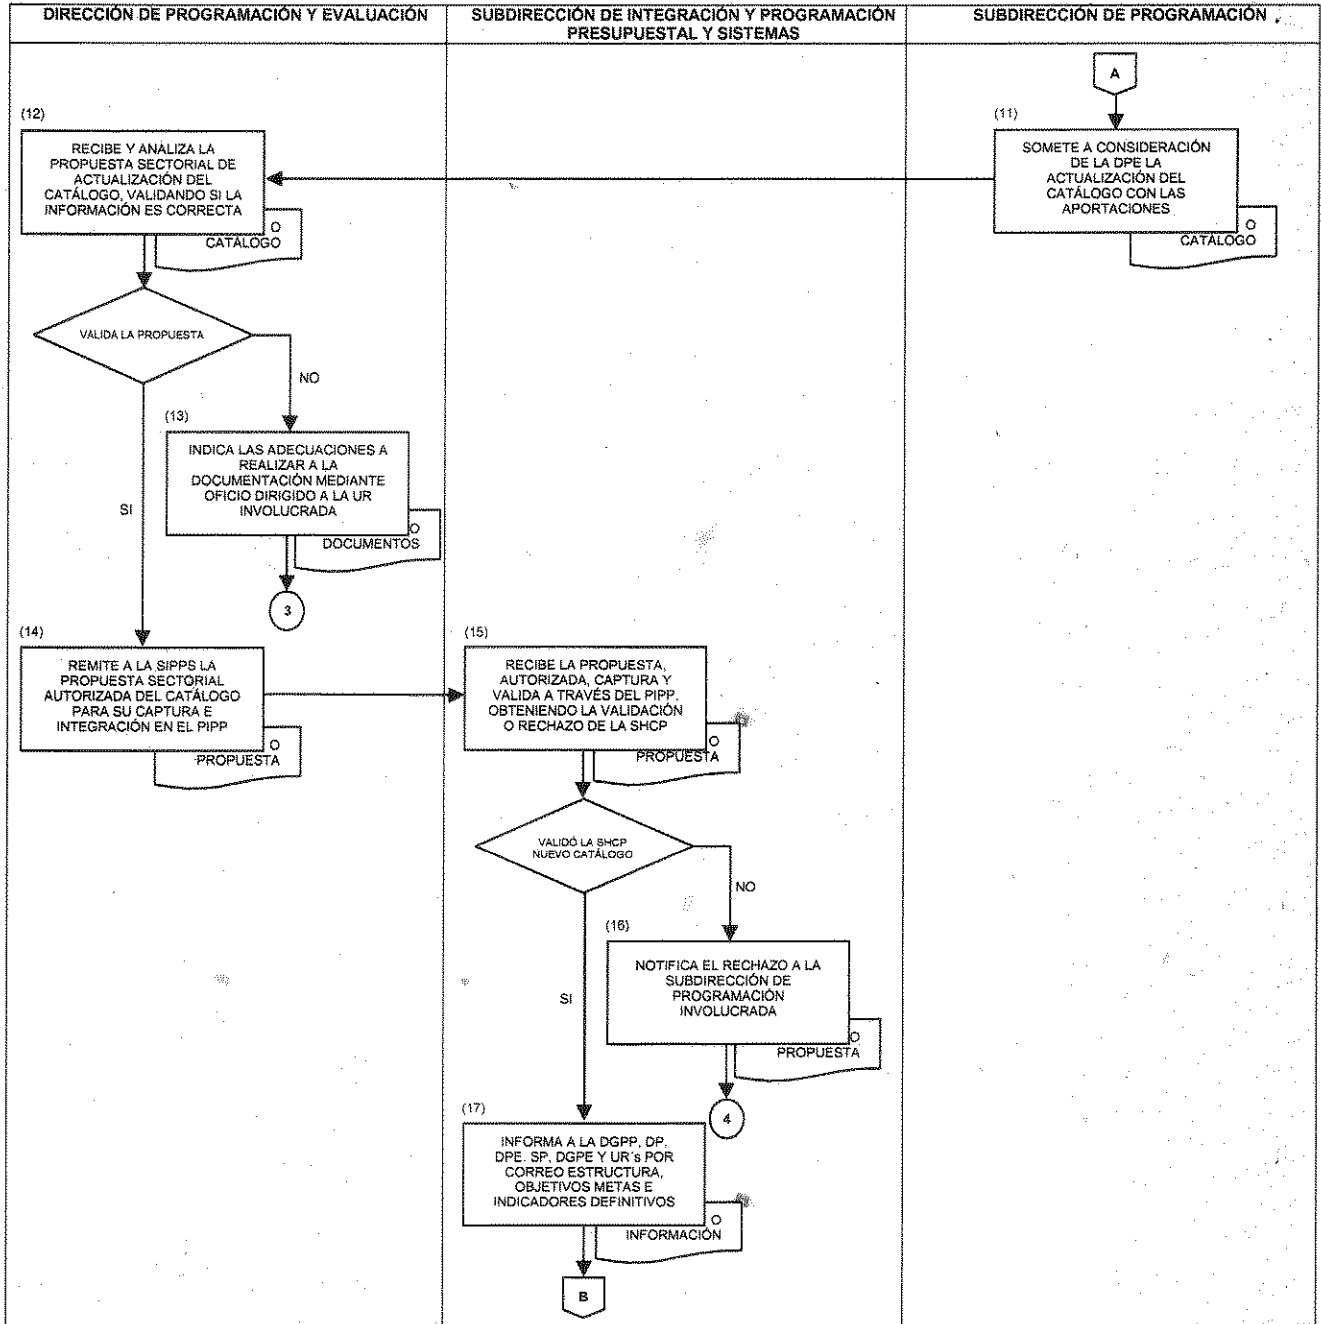 DIRECCIÓN DE PROGRAMACIÓN Y EVALUACIÓN
SUBDIRECCIÓN DE INTEGRACIÓN Y PROGRAMACIÓN
PRESUPUESTAL Y SISTEMAS
SUBDIRECCIÓN DE PROGRAMACIÓN
A
(11)
SOMETE A CONSIDERACIÓN
DE LA DPE LA
ACTUALIZACIÓN DEL
CATÁLOGO CON LAS
APORTACIONES
O
CATÁLOGO
(12)
RECIBE Y ANALIZA LA
PROPUESTA SECTORIAL DE
ACTUALIZACIÓN DEL
CATÁLOGO, VALIDANDO SI LA
INFORMACIÓN ES CORRECTA
O
CATÁLOGO
VALIDA LA PROPUESTA
NO
SI
(13)
INDICA LAS ADECUACIONES A
REALIZAR A LA
DOCUMENTACIÓN MEDIANTE
OFICIO DIRIGIDO A LA UR
INVOLUCRADA
O
DOCUMENTOS
3
(14)
REMITE A LA SIPPS LA
PROPUESTA SECTORIAL
AUTORIZADA DEL CATÁLOGO
PARA SU CAPTURA E
INTEGRACIÓN EN EL PIPP
O
PROPUESTA
(15)
RECIBE LA PROPUESTA,
AUTORIZADA, CAPTURA Y
VALIDA A TRAVÉS DEL PIPP.
OBTENIENDO LA VALIDACIÓN
O RECHAZO DE LA SHCP
O
PROPUESTA
VALIDÓ LA SHCP
NUEVO CATÁLOGO
NO
SI
(16)
NOTIFICA EL RECHAZO A LA
SUBDIRECCIÓN DE
PROGRAMACIÓN
INVOLUCRADA
O
PROPUESTA
4
(17)
INFORMA A LA DGPP, DP,
DPE. SP, DGPE Y UR´s POR
CORREO ESTRUCTURA,
OBJETIVOS METAS E
INDICADORES DEFINITIVOS
O
INFORMACIÓN
B